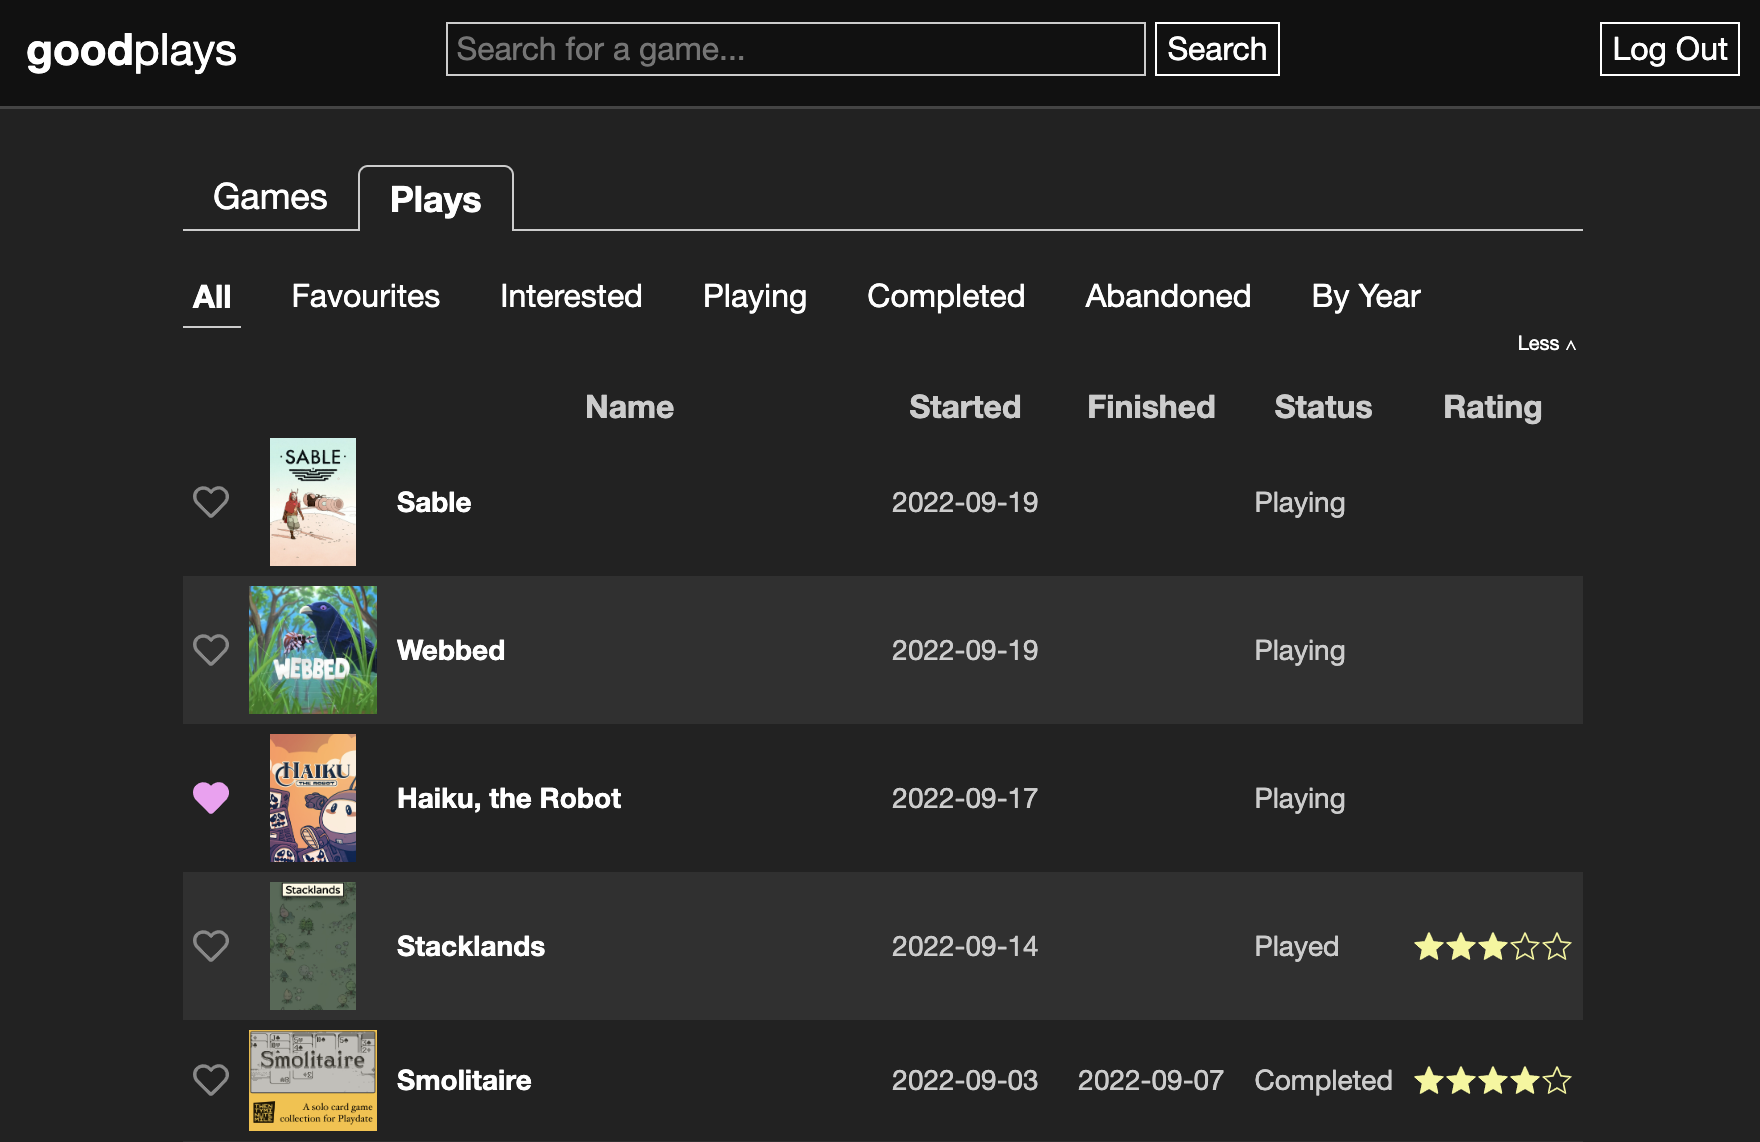 goodplays
Search for a game...
Search
Log Out
Games
Plays
All
Favourites
Interested
Playing
Completed
Abandoned
By Year
Less ˄
Name
Started
Finished
Status
Rating
·SABLE·
Sable
2022-09-19
Playing
WEBBED
Webbed
2022-09-19
Playing
HAIKU
THE ROBOT
Haiku, the Robot
2022-09-17
Playing
Stacklands
Stacklands
2022-09-14
Played
Smolitaire
A solo card game
collection for Playdate
Smolitaire
2022-09-03
2022-09-07
Completed